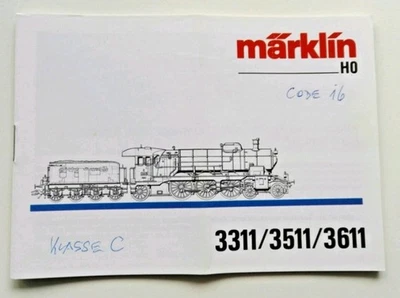 märklin
HO
CODE 16
KLASSE C
3311/3511/3611